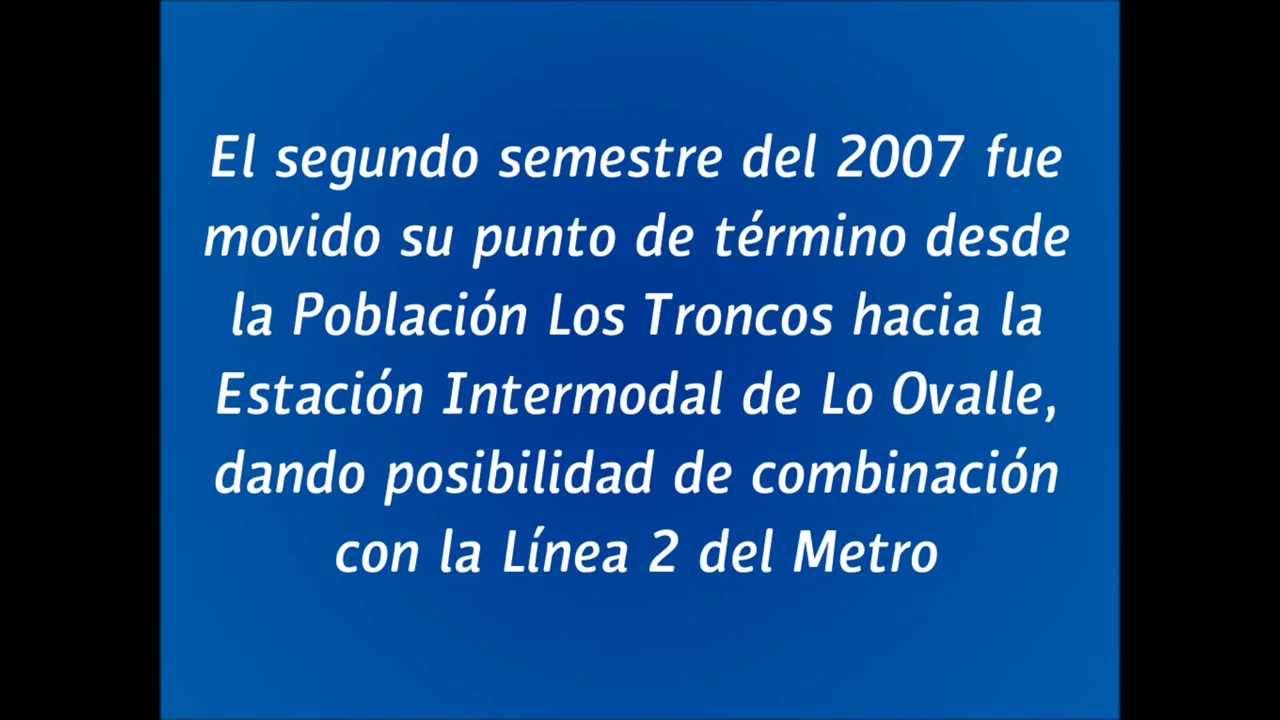 El segundo semestre del 2007 fue
movido su punto de término desde
la Población Los Troncos hacia la
Estación Intermodal de Lo Ovalle,
dando posibilidad de combinación
con la Línea 2 del Metro